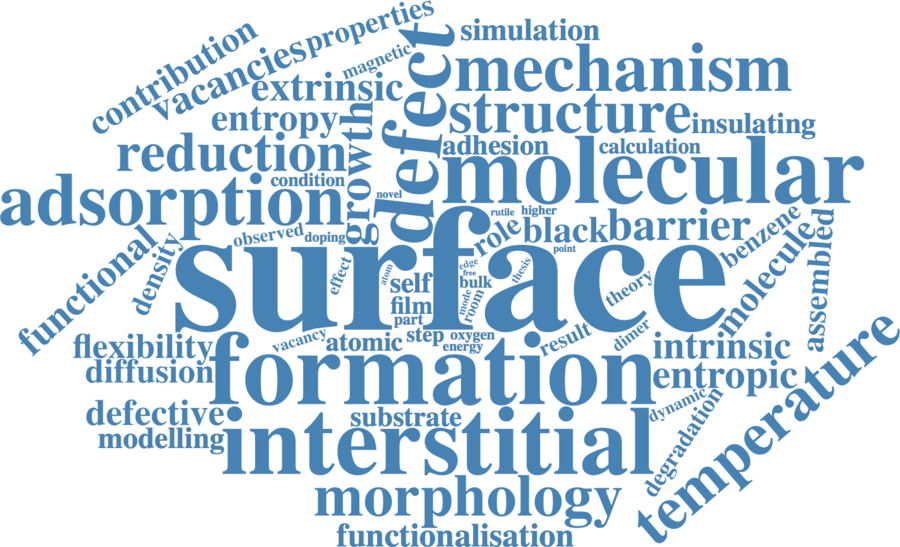 contribution
vacancies
properties
simulation
magnetic
defect
mechanism
extrinsic
entropy
growth
structure
insulating
reduction
adhesion
calculation
condition
molecular
adsorption
novel
rutile
higher
observed
doping
role
black
barrier
benzene
functional
density
surface
point
molecule
assembled
effect
atom
self
edge
free
bulk
thesis
theory
film
mode
room
part
vacancy
atomic
step
oxygen
energy
result
dimer
flexibility
formation
intrinsic
diffusion
entropic
temperature
defective
substrate
dynamic
modelling
interstitial
degradation
morphology
functionalisation